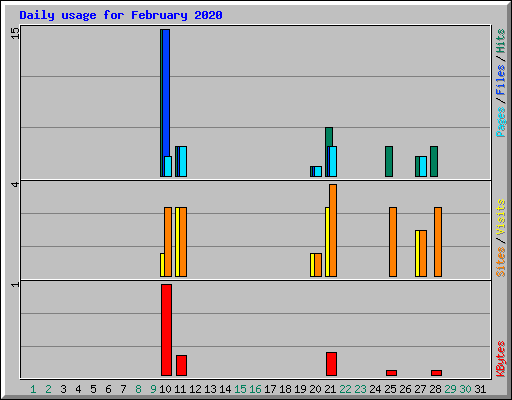 Daily usage for February 2020
15
Pages/Files/Hits
4
Sites/Visits
1
KBytes
1 2 3 4 5 6 7 8 9 10 11 12 13 14 15 16 17 18 19 20 21 22 23 24 25 26 27 28 29 30 31